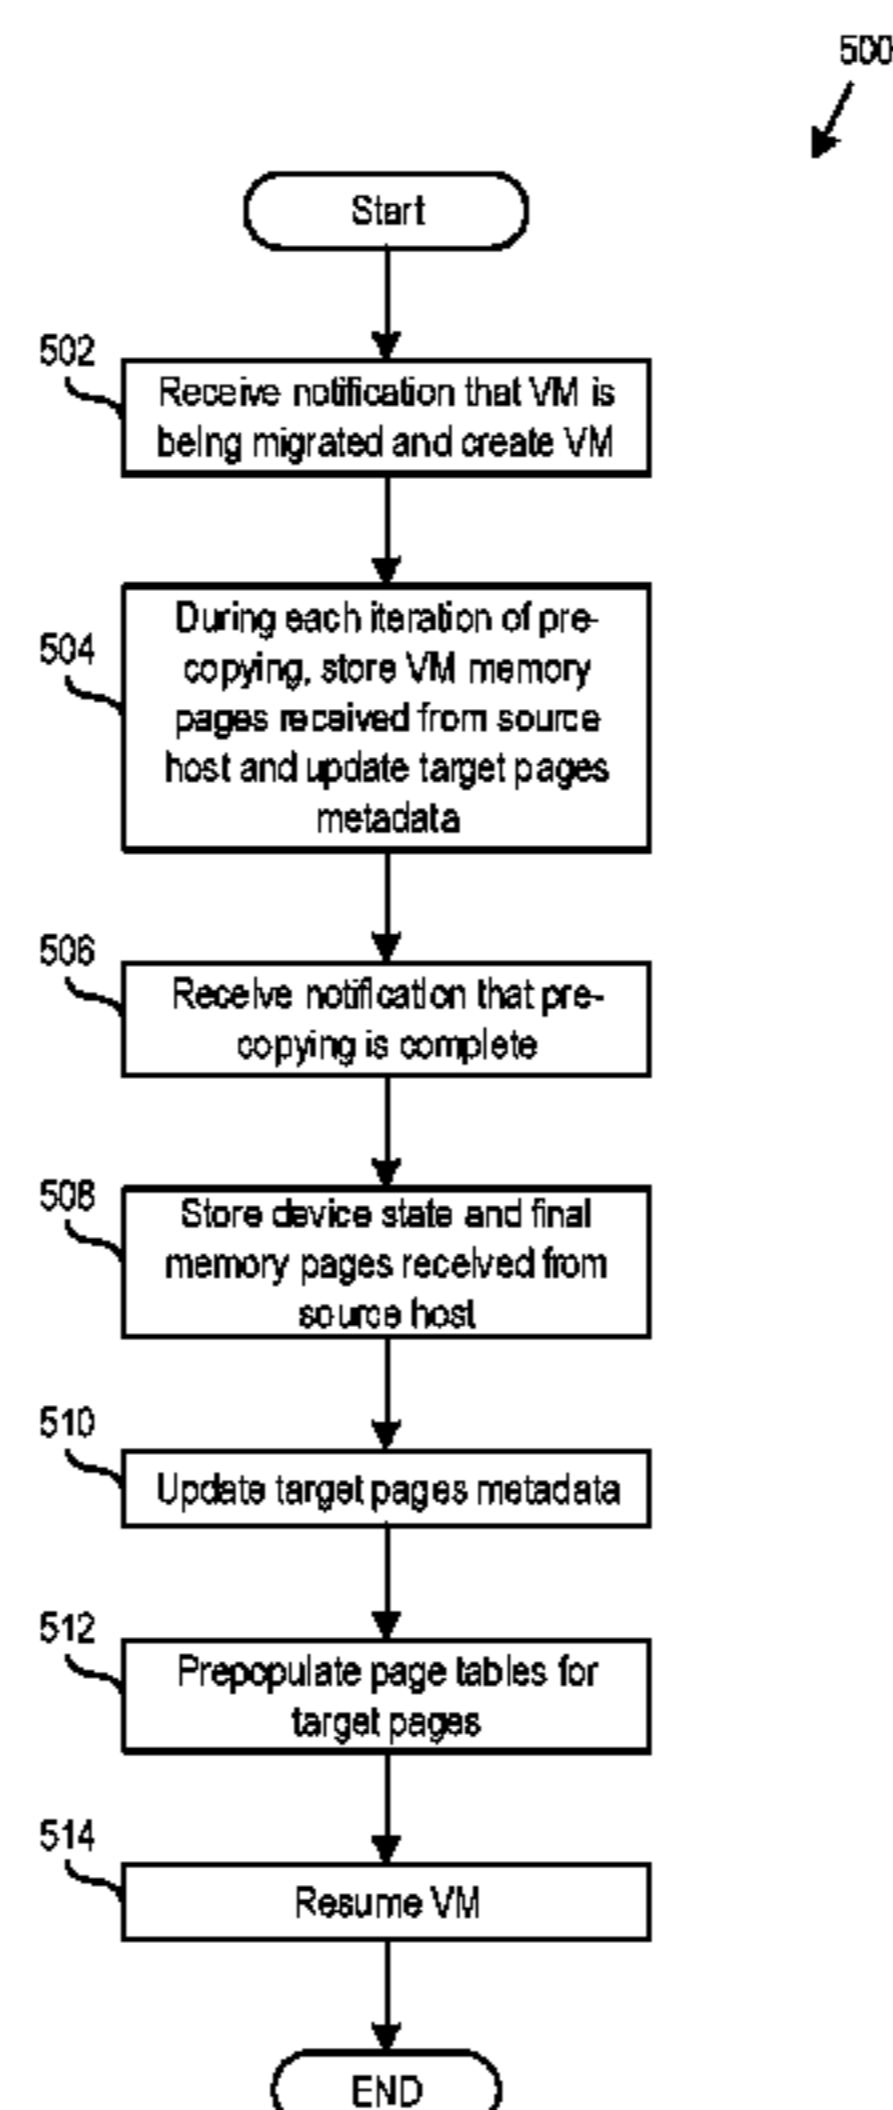 500
Start
502
Receive notification that VM is
being migrated and create VM
504
During each iteration of pre-
copying, store VM memory
pages received from source
host and update target pages
metadata
506
Receive notification that pre-
copying is complete
508
Store device state and final
memory pages received from
source host
510
Update target pages metadata
512
Prepopulate page tables for
target pages
514
Resume VM
END